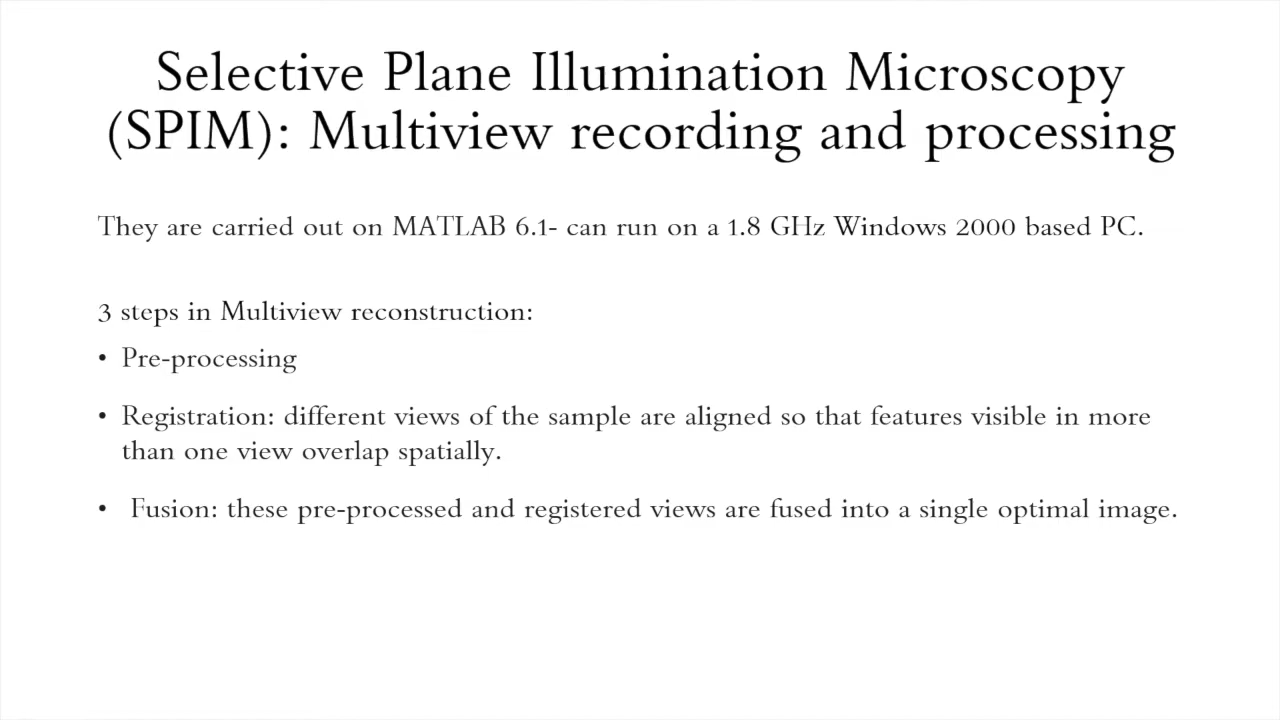 Selective Plane Illumination Microscopy
(SPIM): Multiview recording and processing
They are carried out on MATLAB 6.1- can run on a 1.8 GHz Windows 2000 based PC.
3 steps in Multiview reconstruction:
• Pre-processing
• Registration: different views of the sample are aligned so that features visible in more
than one view overlap spatially.
• Fusion: these pre-processed and registered views are fused into a single optimal image.